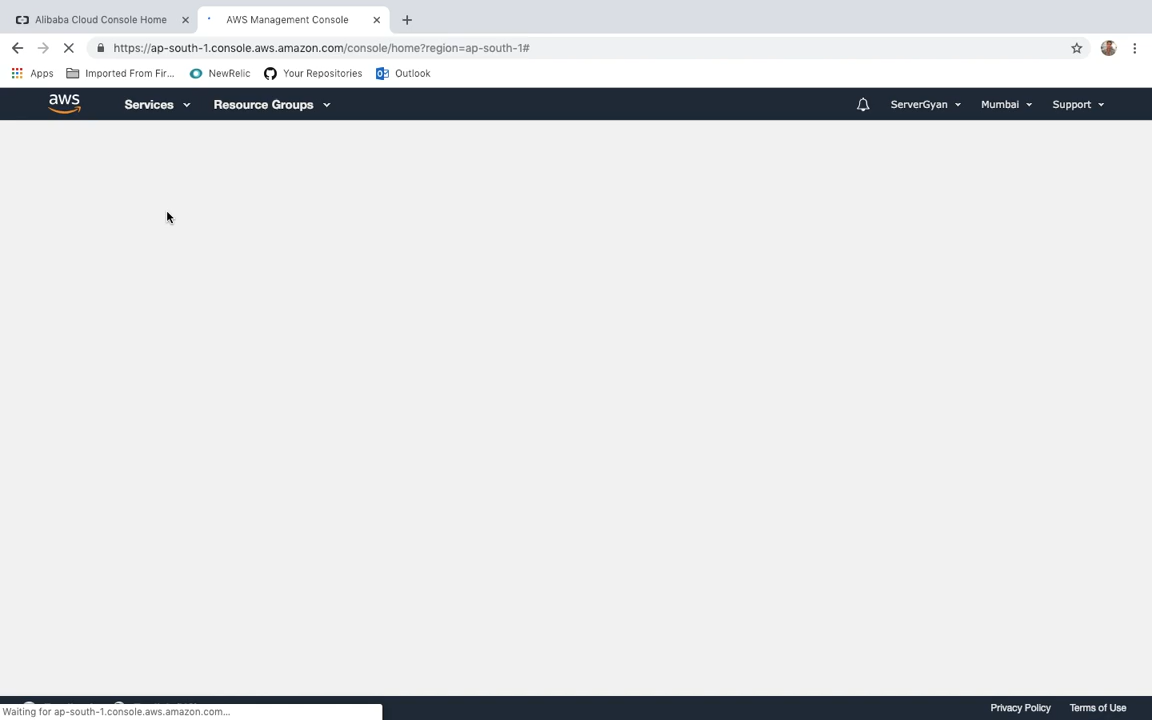 Alibaba Cloud Console Home
AWS Management Console
https://ap-south-1.console.aws.amazon.com/console/home?region=ap-south-1#
Apps Imported From Fir... NewRelic Your Repositories Outlook
aws Services Resource Groups ServerGyan Mumbai Support
Privacy Policy Terms of Use
Waiting for ap-south-1.console.aws.amazon.com...